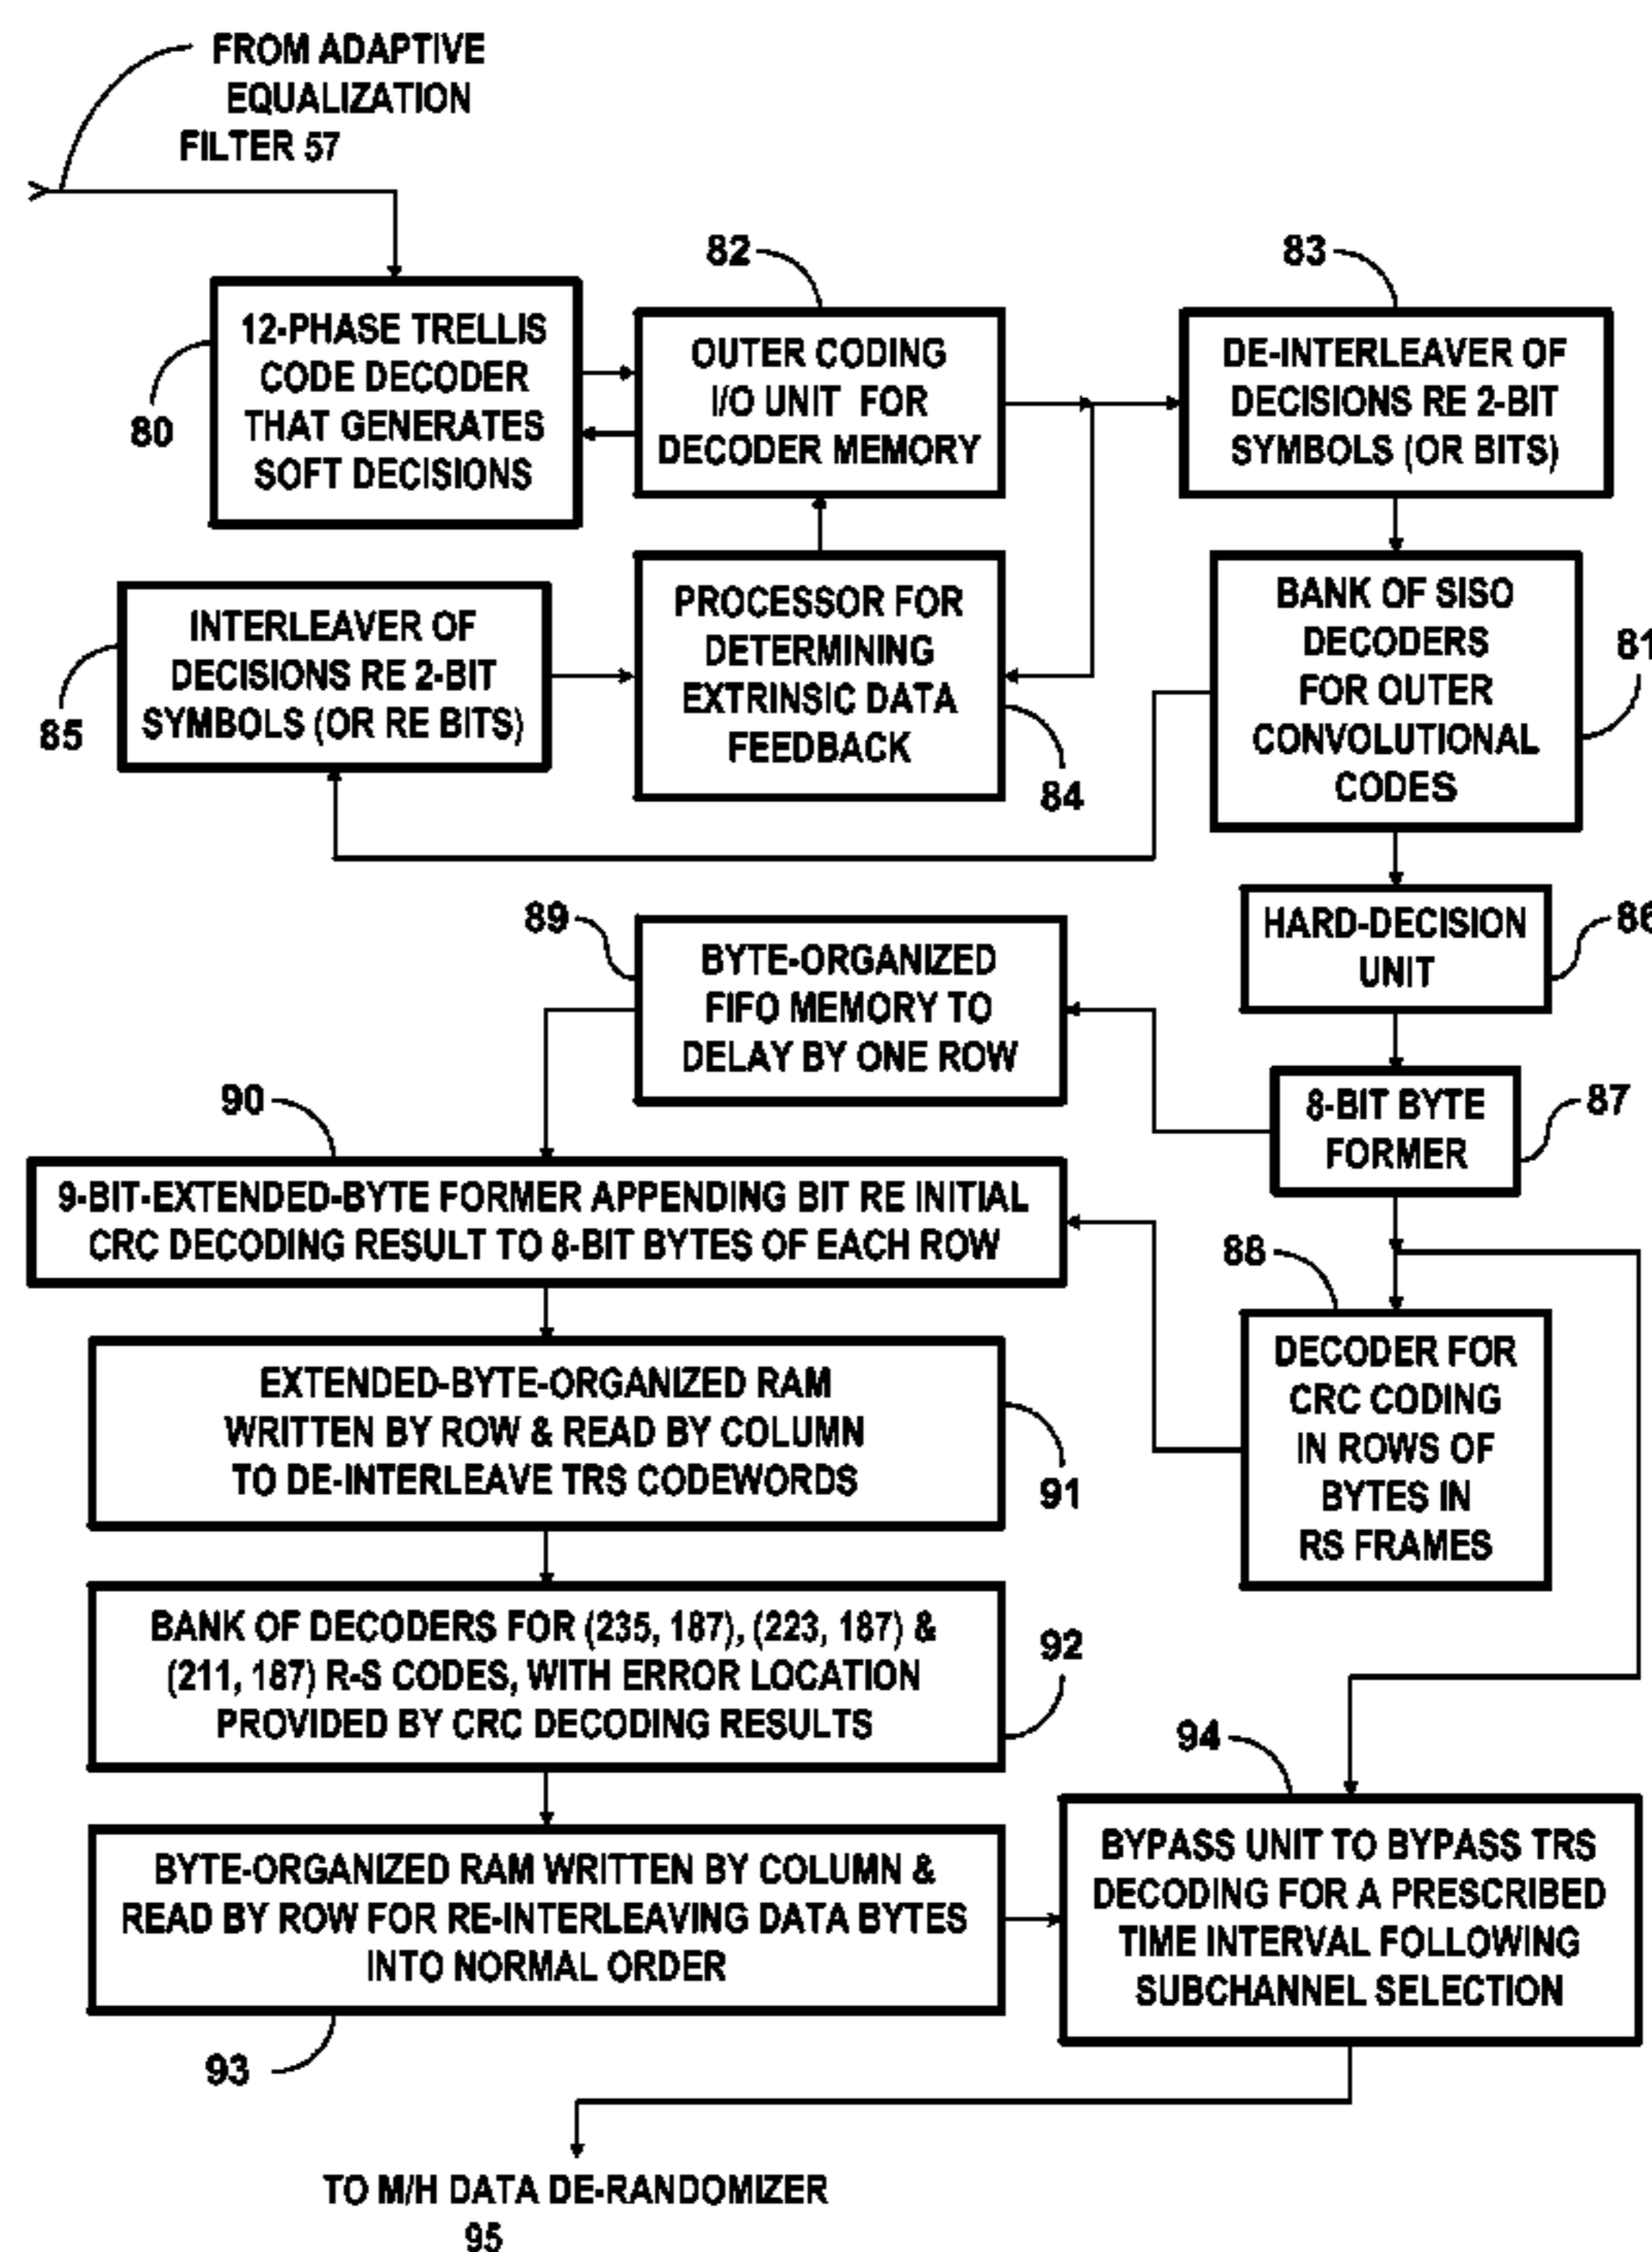 FROM ADAPTIVE
EQUALIZATION
FILTER 57
82
83
12-PHASE TRELLIS
CODE DECODER
THAT GENERATES
SOFT DECISIONS
80
OUTER CODING
I/O UNIT FOR
DECODER MEMORY
DE-INTERLEAVER OF
DECISIONS RE 2-BIT
SYMBOLS (OR BITS)
INTERLEAVER OF
DECISIONS RE 2-BIT
SYMBOLS (OR RE BITS)
85
PROCESSOR FOR
DETERMINING
EXTRINSIC DATA
FEEDBACK
84
BANK OF SISO
DECODERS
FOR OUTER
CONVOLUTIONAL
CODES
81
89
BYTE-ORGANIZED
FIFO MEMORY TO
DELAY BY ONE ROW
HARD-DECISION
UNIT
86
8-BIT BYTE
FORMER
87
90
9-BIT-EXTENDED-BYTE FORMER APPENDING BIT RE INITIAL
CRC DECODING RESULT TO 8-BIT BYTES OF EACH ROW
88
DECODER FOR
CRC CODING
IN ROWS OF
BYTES IN
RS FRAMES
EXTENDED-BYTE-ORGANIZED RAM
WRITTEN BY ROW & READ BY COLUMN
TO DE-INTERLEAVE TRS CODEWORDS
91
BANK OF DECODERS FOR (235, 187), (223, 187) &
(211, 187) R-S CODES, WITH ERROR LOCATION
PROVIDED BY CRC DECODING RESULTS
92
94
BYTE-ORGANIZED RAM WRITTEN BY COLUMN &
READ BY ROW FOR RE-INTERLEAVING DATA BYTES
INTO NORMAL ORDER
93
BYPASS UNIT TO BYPASS TRS
DECODING FOR A PRESCRIBED
TIME INTERVAL FOLLOWING
SUBCHANNEL SELECTION
TO M/H DATA DE-RANDOMIZER
95